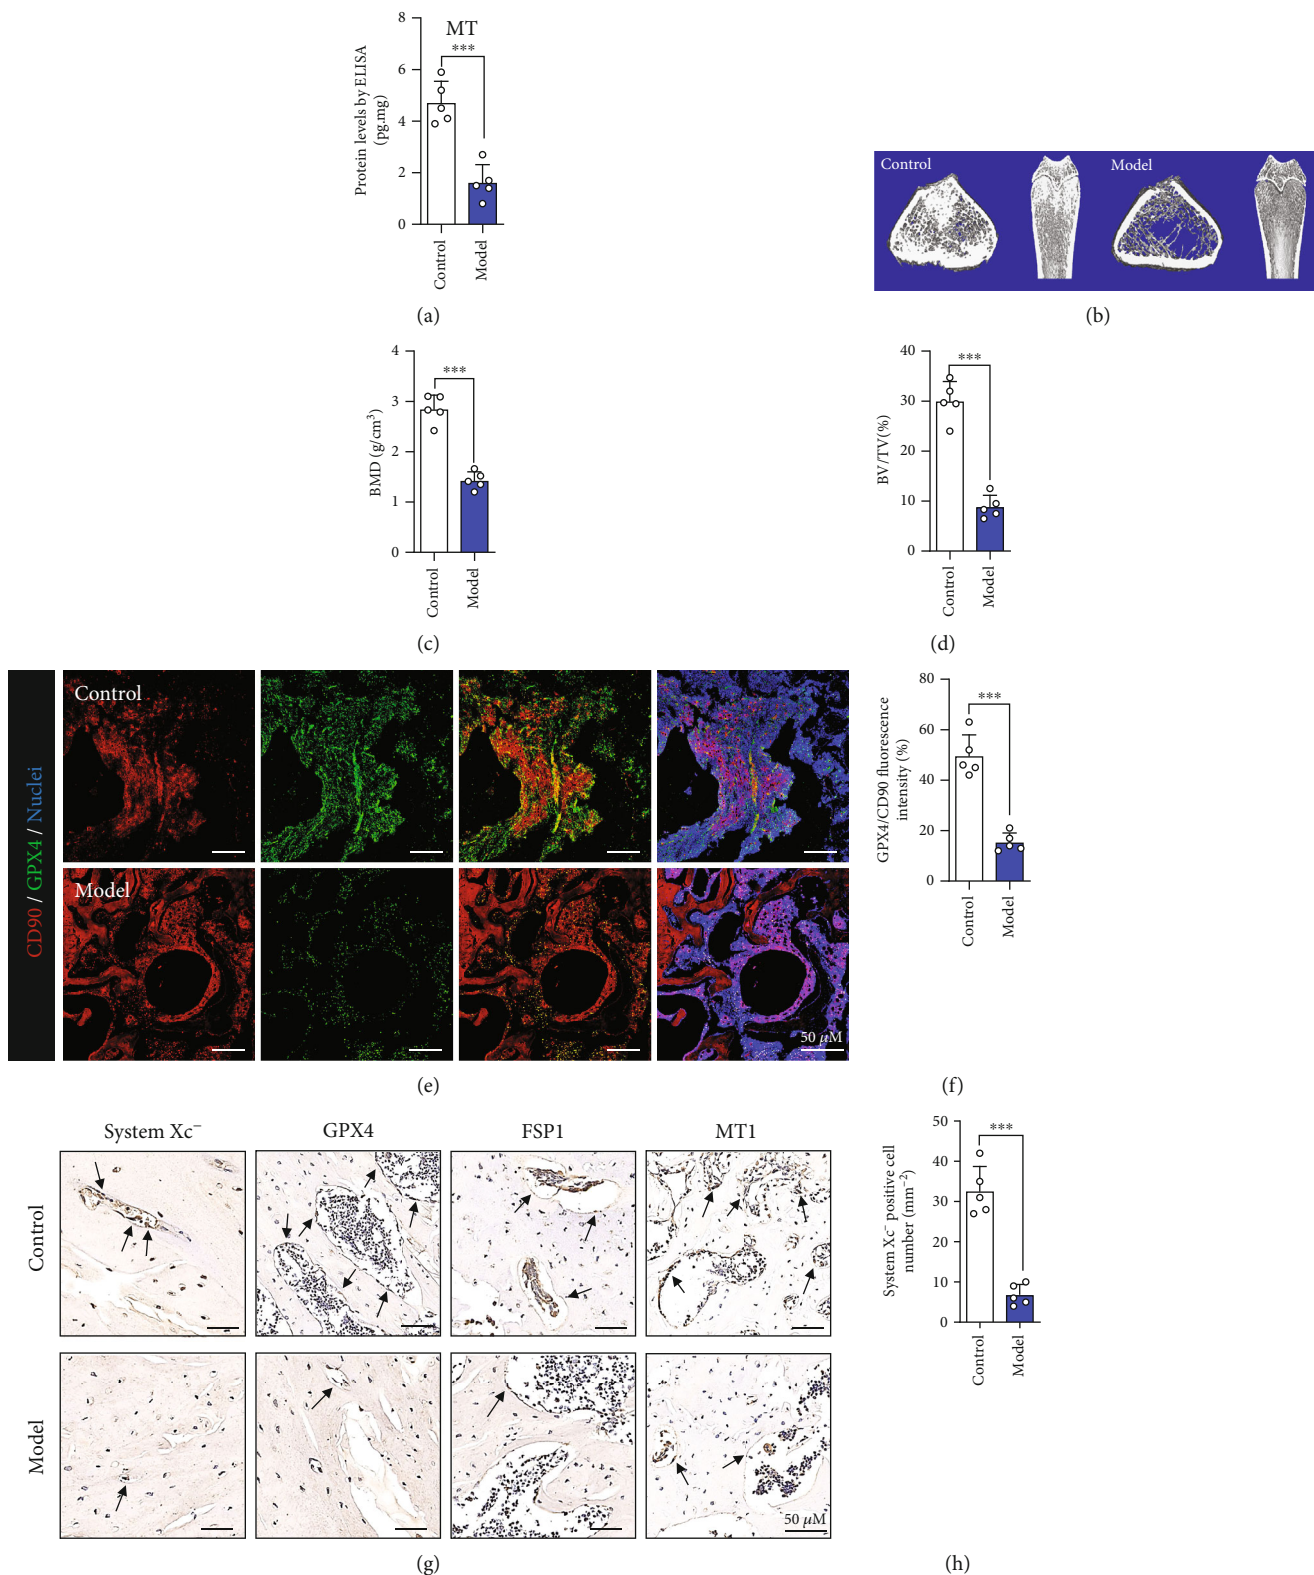 MT
***
Protein levels by ELISA
(pg.mg)
8
6
4
2
0
Control
Model
(a)
Control
Model
(b)
***
BMD (g/cm³)
4
3
2
1
0
Control
Model
(c)
***
BV/TV(%)
40
30
20
10
0
Control
Model
(d)
CD90 / GPX4 / Nuclei
Control
Model
50 µM
(e)
***
GPX4/CD90 fluorescence
intensity (%)
80
60
40
20
0
Control
Model
(f)
System Xc⁻
GPX4
FSP1
MT1
Control
Model
50 µM
(g)
***
System Xc⁻ positive cell
number (mm⁻²)
50
40
30
20
10
0
Control
Model
(h)